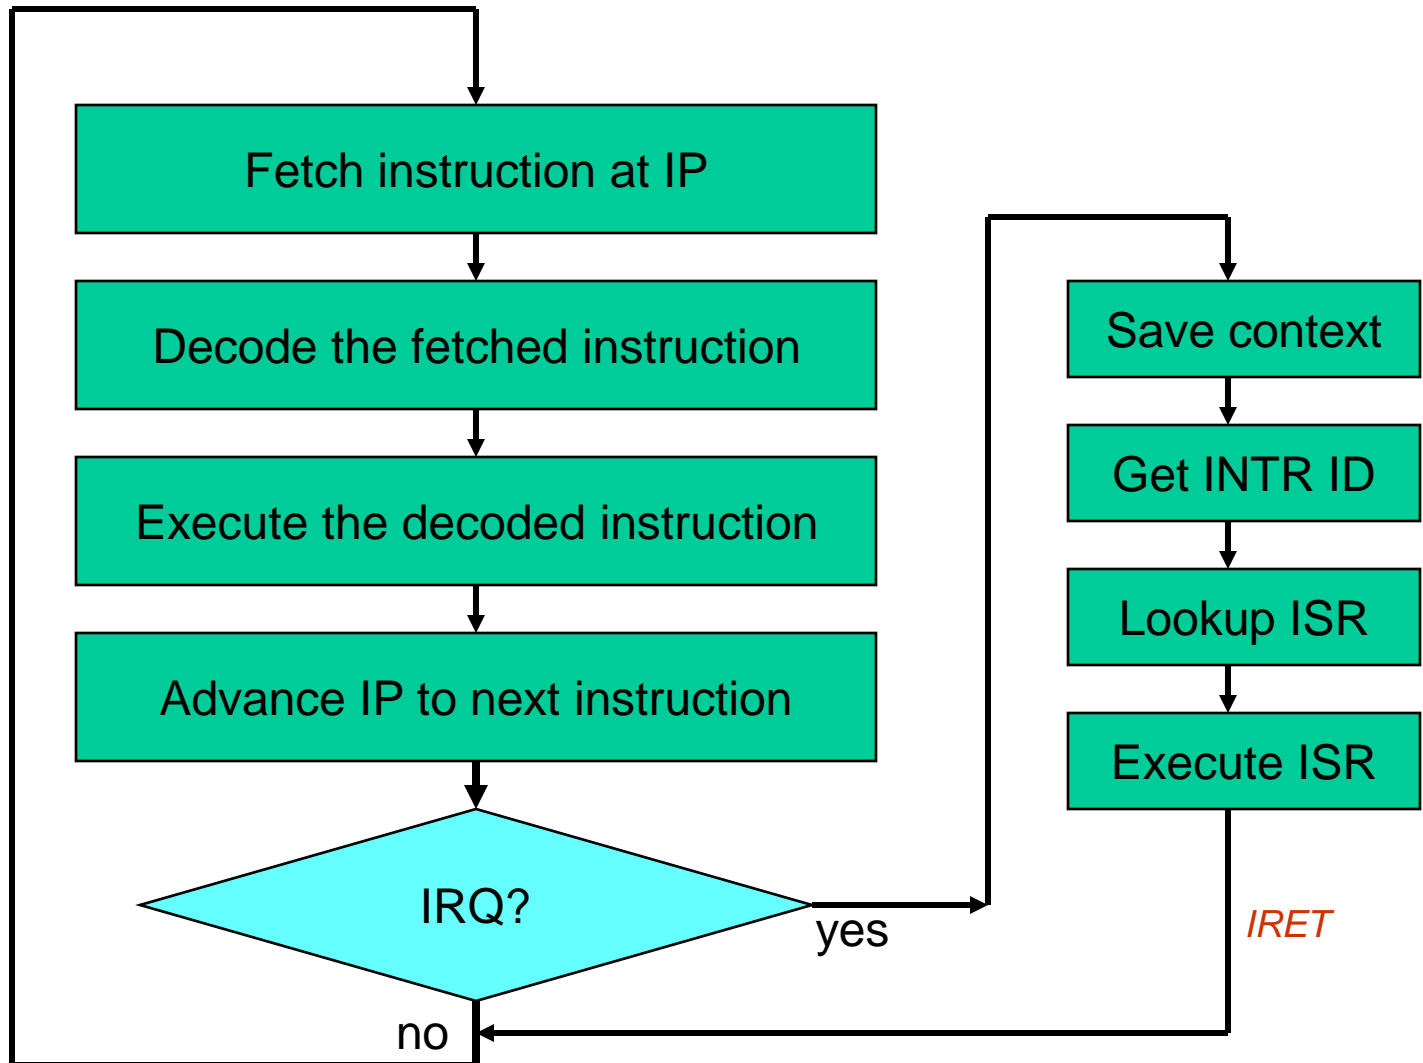 Fetch instruction at IP
Decode the fetched instruction
Execute the decoded instruction
Advance IP to next instruction
IRQ?
yes
no
Save context
Get INTR ID
Lookup ISR
Execute ISR
IRET